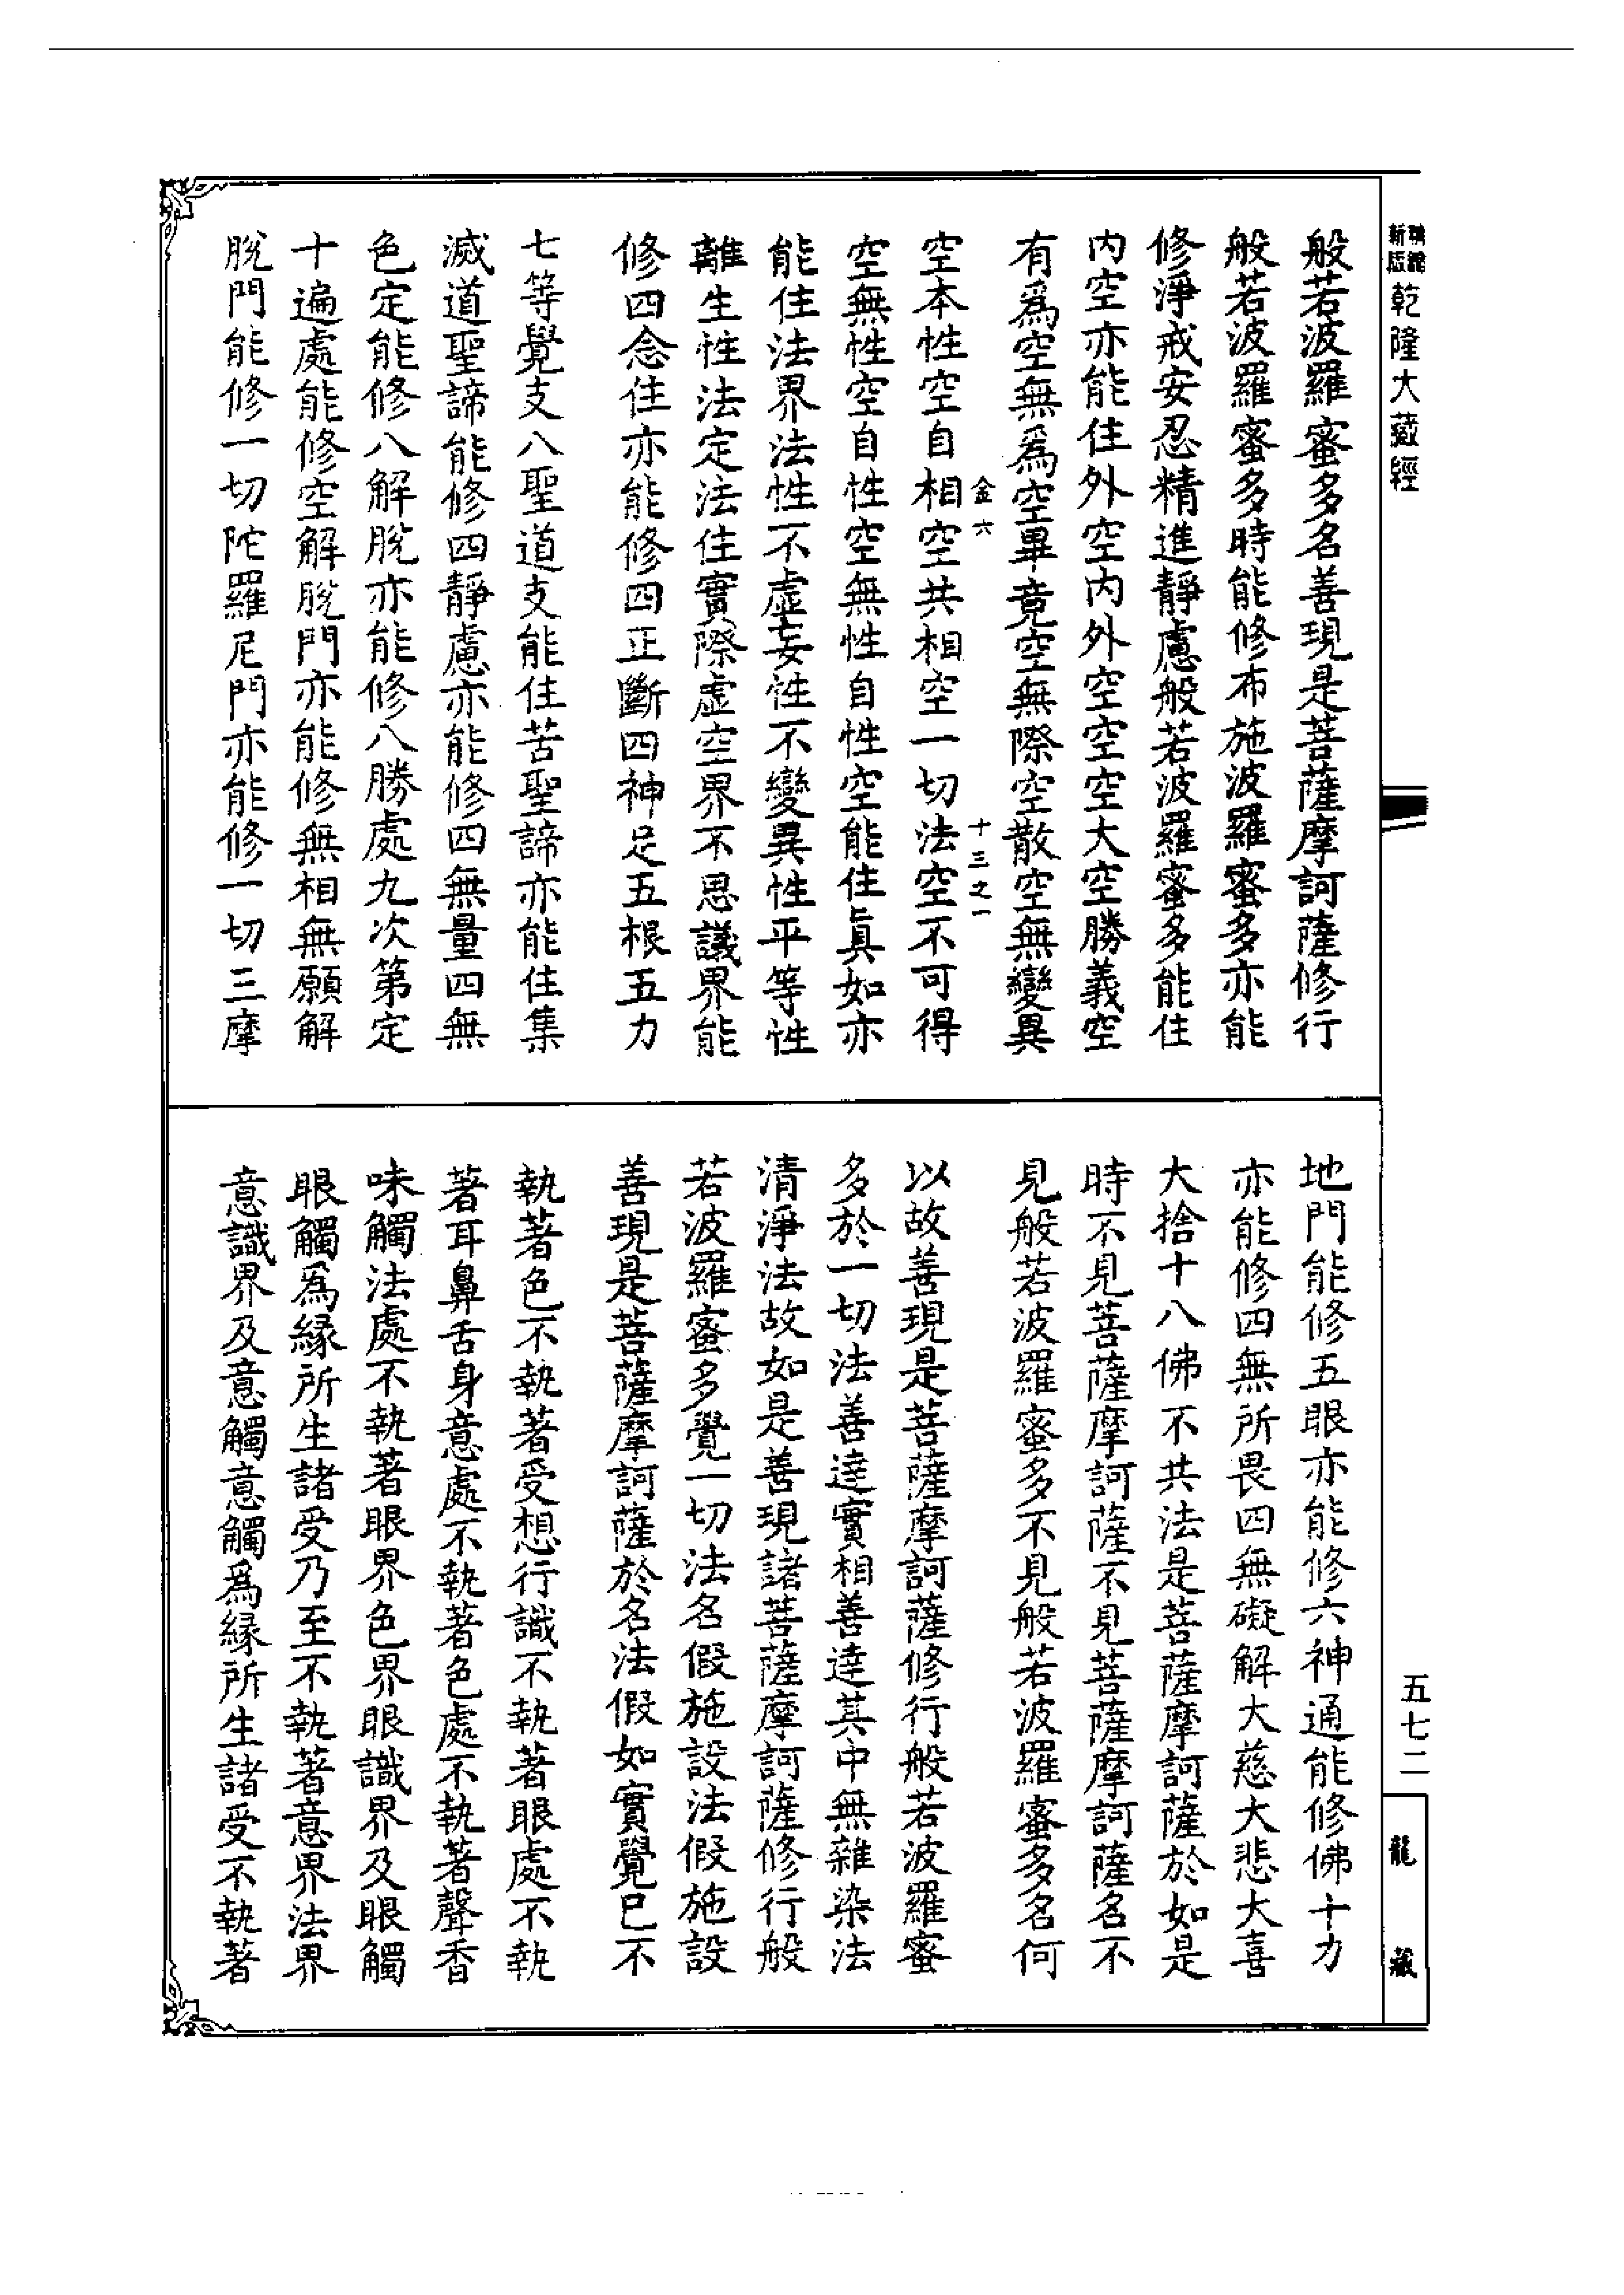 乾隆大藏經
般若波羅蜜多名善現是菩薩摩訶薩修行
般若波羅蜜多時能修布施波羅蜜多亦能
修淨戒安忍精進靜慮般若波羅蜜多能住
内空亦能住外空内外空空空大空勝義空
有爲空無爲空畢竟空無際空散空無變異
金六
十三之一
空本性空自相空共相空一切法空不可得
空無性空自性空無性自性空能住真如亦
能住法界法性不虛妄性不變異性平等性
離生性法定法住實際虛空界不思議界能
修四念住亦能修四正斷四神足五根五力
七等覺支八聖道支能住苦聖諦亦能住集
滅道聖諦能修四靜慮亦能修四無量四無
色定能修八解脫亦能修八勝處九次第定
十遍處能修空解脫門亦能修無相無願解
脫門能修一切陀羅尼門亦能修一切三摩
地門能修五眼亦能修六神通能修佛十力
亦能修四無所畏四無礙解大慈大悲大喜
大捨十八佛不共法是菩薩摩訶薩於如是
時不見菩薩摩訶薩不見菩薩摩訶薩名不
見般若波羅蜜多不見般若波羅蜜多名何
以故善現是菩薩摩訶薩修行般若波羅蜜
多於一切法善達實相善達其中無雜染法
清淨法故如是善現諸菩薩摩訶薩修行般
若波羅蜜多覺一切法名假施設法假施設
善現是菩薩摩訶薩於名法假如實覺已不
執著色不執著受想行識不執著眼處不執
著耳鼻舌身意處不執著色處不執著聲香
味觸法處不執著眼界色界眼識界及眼觸
眼觸爲緣所生諸受乃至不執著意界法界
意識界及意觸意觸爲緣所生諸受不執著
五七二
龍藏